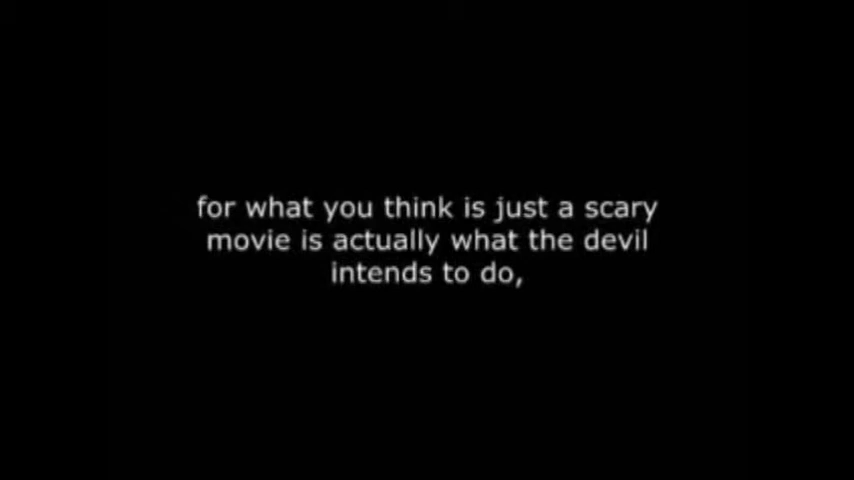 for what you think is just a scary
movie is actually what the devil
intends to do,